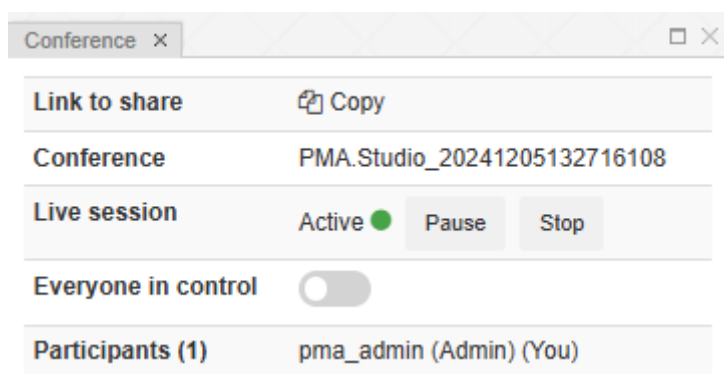 Conference ×
Link to share Copy
Conference PMA.Studio_20241205132716108
Live session Active Pause Stop
Everyone in control
Participants (1) pma_admin (Admin) (You)